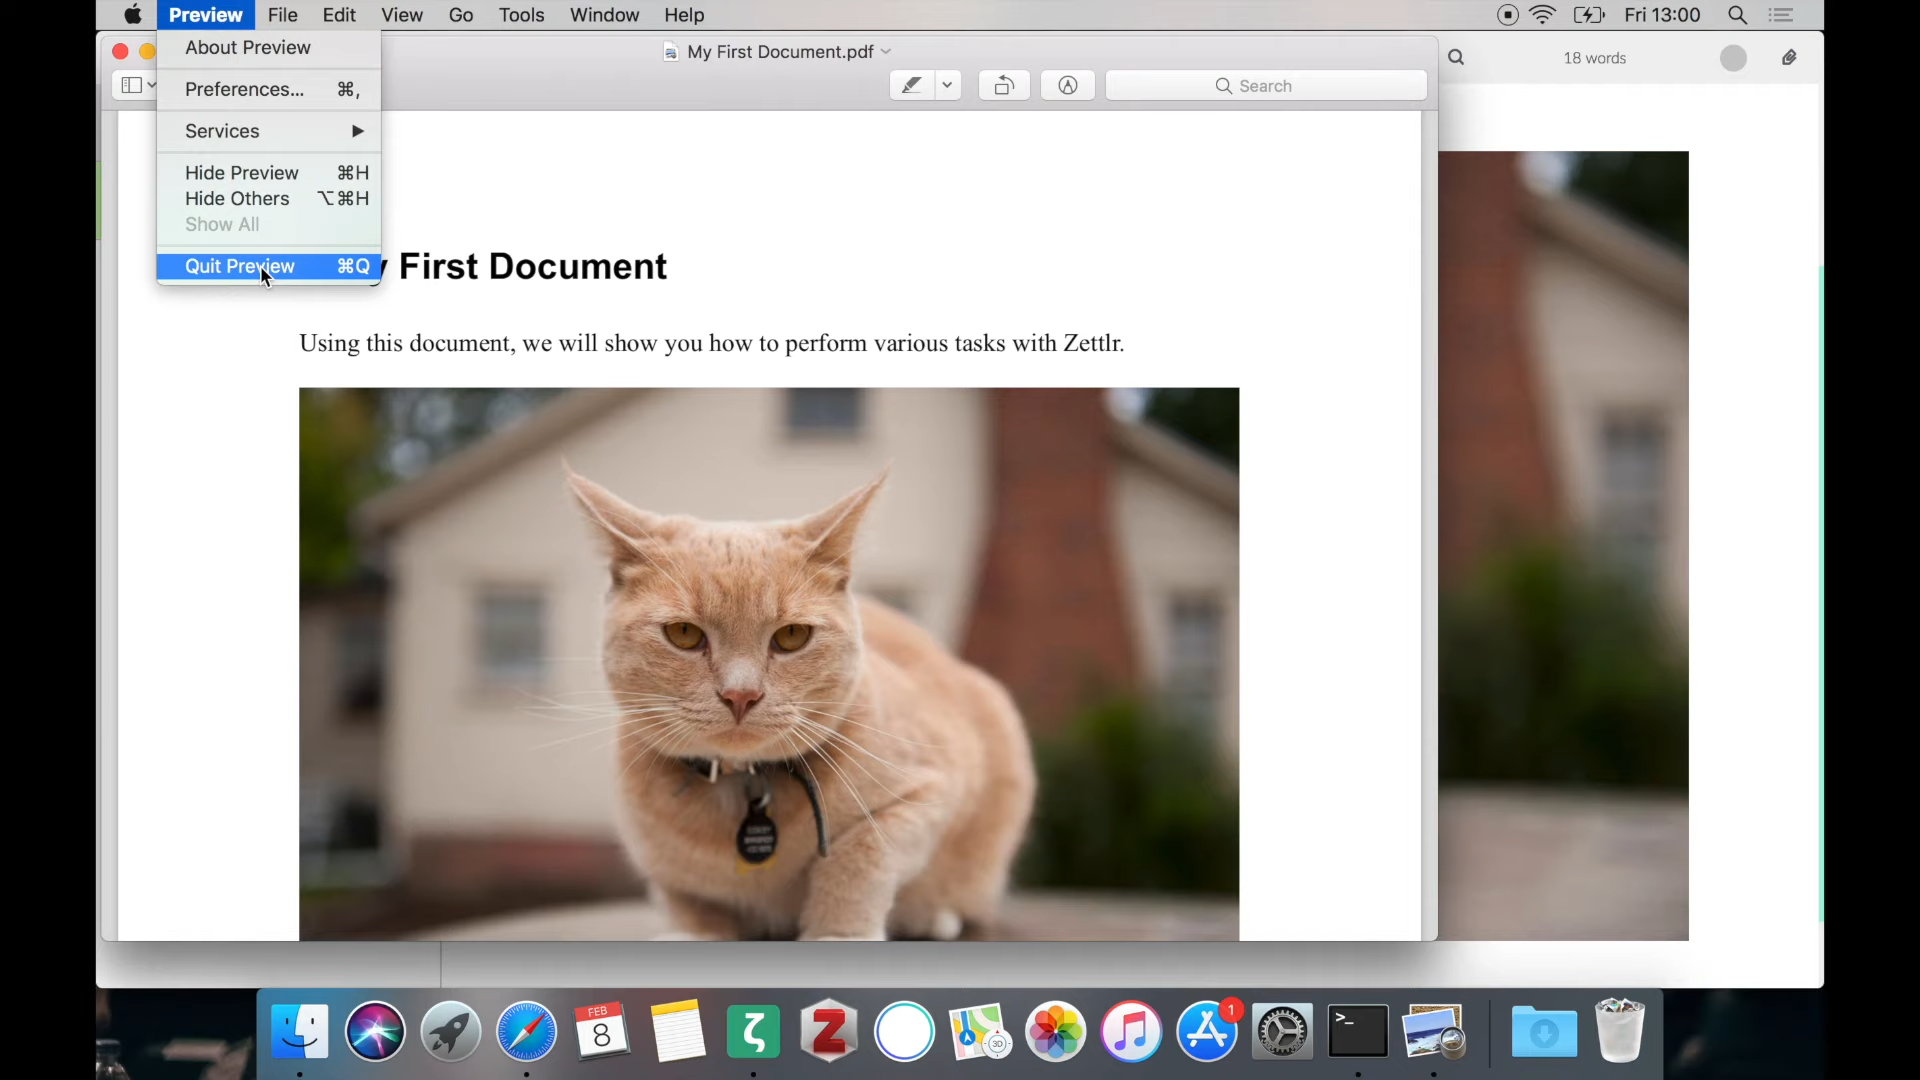 Preview File Edit View Go Tools Window Help Fri 13:00
About Preview
Preferences... ⌘,
Services ▶
Hide Preview ⌘H
Hide Others ⌥⌘H
Show All
Quit Preview ⌘Q
My First Document.pdf
Search
18 words
y First Document
Using this document, we will show you how to perform various tasks with Zettlr.
FEB
8
ζ
Z
3D
1
>_